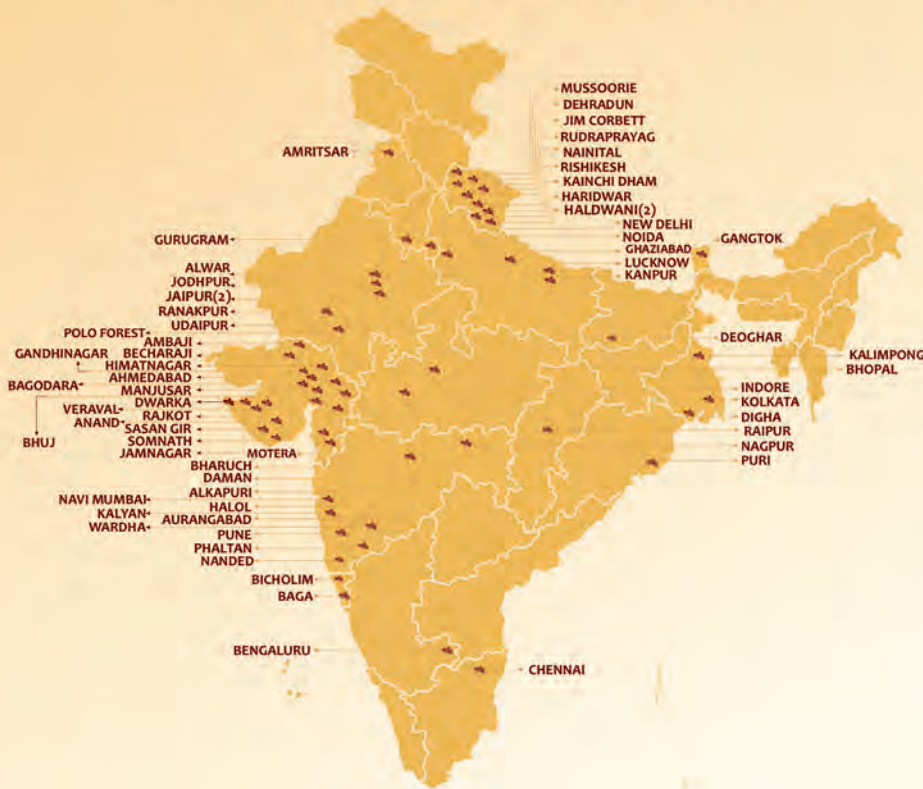 MUSSOORIE
DEHRADUN
JIM CORBETT
RUDRAPRAYAG
NAINITAL
RISHIKESH
KAINCHI DHAM
HARIDWAR
HALDWANI(2)
NEW DELHI
NOIDA
GHAZIABAD
LUCKNOW
KANPUR
AMRITSAR
GURUGRAM
GANGTOK
ALWAR
JODHPUR
JAIPUR(2)
RANAKPUR
UDAIPUR
POLO FOREST
AMBAJI
GANDHINAGAR
BECHARAJI
HIMATNAGAR
AHMEDABAD
BAGODARA
MANJUSAR
DWARKA
VERAVAL
RAJKOT
ANAND
SASAN GIR
BHUJ
SOMNATH
JAMNAGAR
MOTERA
DEOGHAR
KALIMPONG
BHOPAL
INDORE
KOLKATA
DIGHA
RAIPUR
NAGPUR
PURI
BHARUCH
DAMAN
ALKAPURI
NAVI MUMBAI
HALOL
KALYAN
AURANGABAD
WARDHA
PUNE
PHALTAN
NANDED
BICHOLIM
BAGA
BENGALURU
CHENNAI